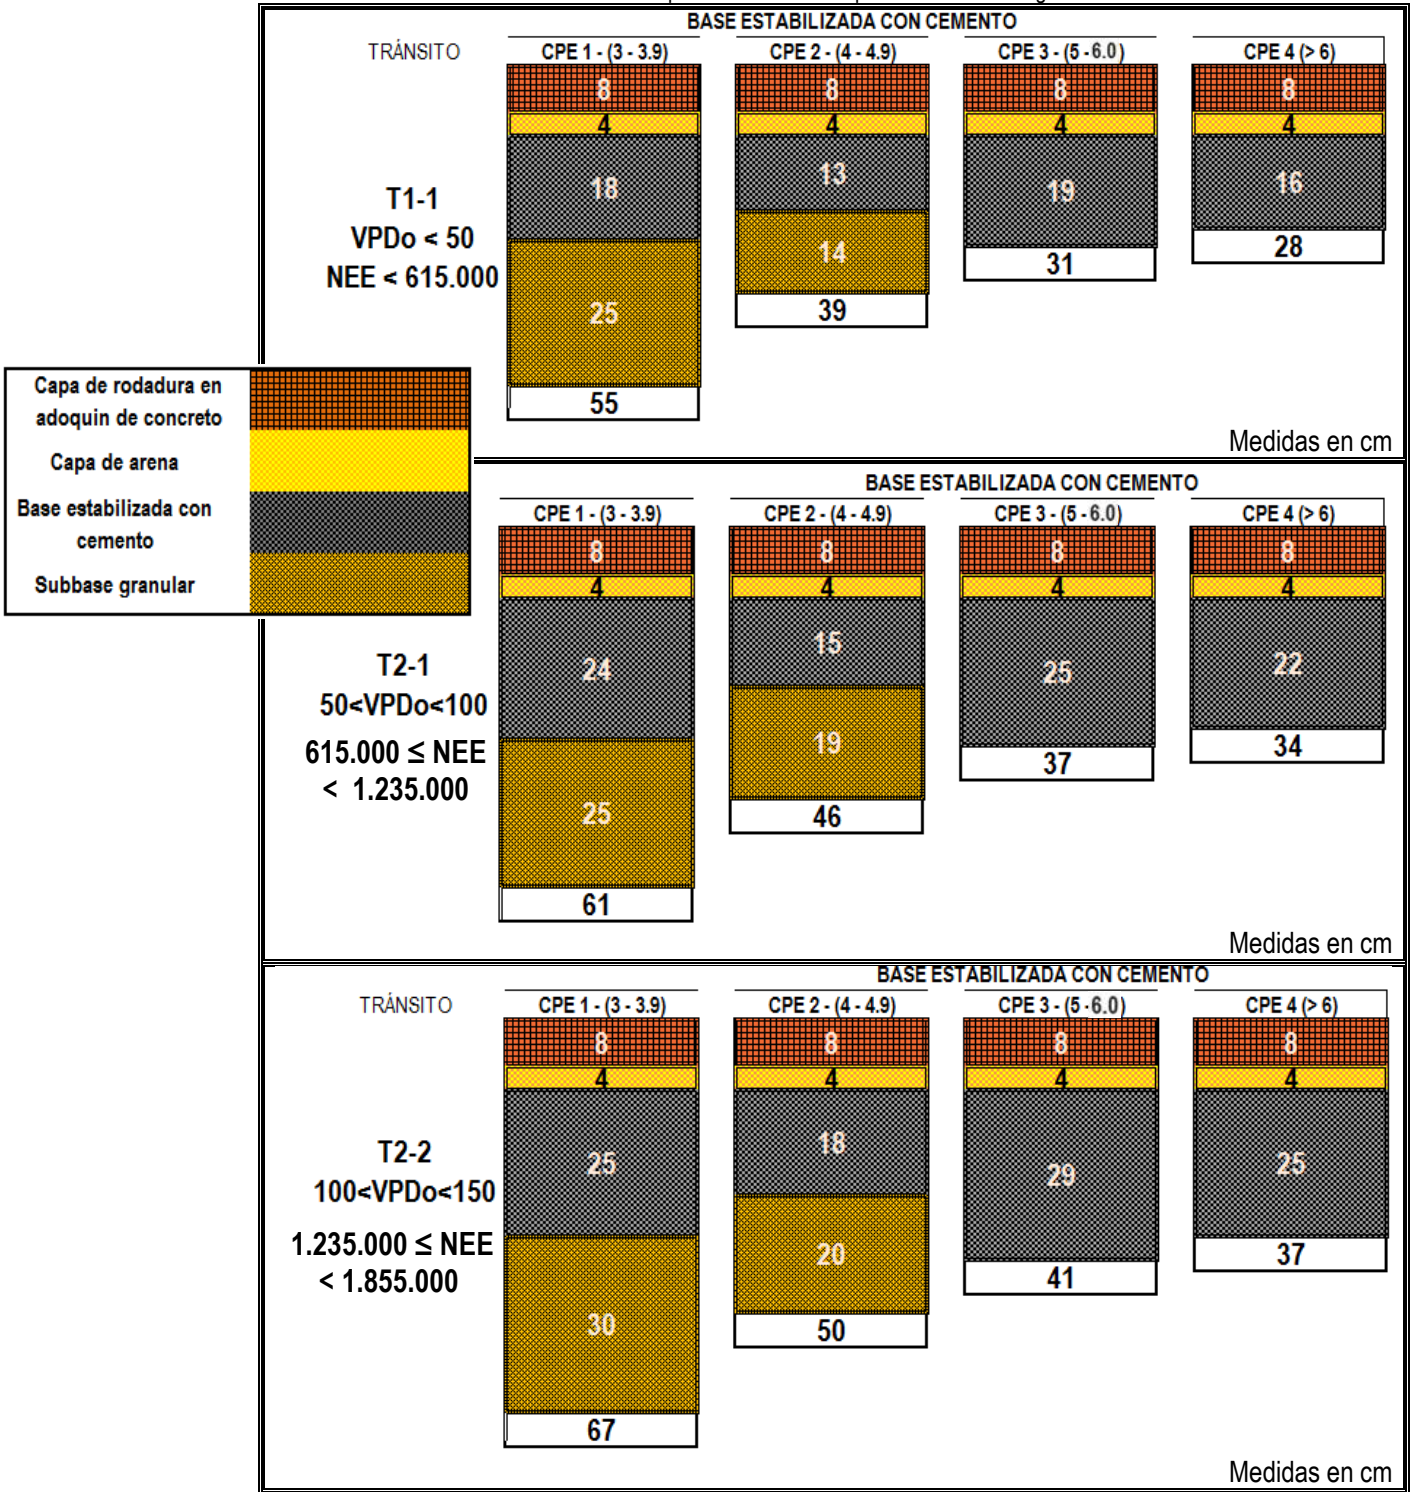 BASE ESTABILIZADA CON CEMENTO
TRÁNSITO
CPE 1 - (3 - 3.9)
CPE 2 - (4 - 4.9)
CPE 3 - (5 - 6.0)
CPE 4 (> 6)
8
8
8
8
4
4
4
4
18
13
19
16
T1-1
VPDo < 50
NEE < 615.000
14
28
31
25
39
55
Medidas en cm
Capa de rodadura en
adoquin de concreto
Capa de arena
Base estabilizada con
cemento
Subbase granular
BASE ESTABILIZADA CON CEMENTO
CPE 1 - (3 - 3.9)
CPE 2 - (4 - 4.9)
CPE 3 - (5 - 6.0)
CPE 4 (> 6)
8
8
8
8
4
4
4
4
24
15
25
22
T2-1
50<VPDo<100
615.000 ≤ NEE
< 1.235.000
19
34
37
25
46
61
Medidas en cm
BASE ESTABILIZADA CON CEMENTO
TRÁNSITO
CPE 1 - (3 - 3.9)
CPE 2 - (4 - 4.9)
CPE 3 - (5 - 6.0)
CPE 4 (> 6)
8
8
8
8
4
4
4
4
25
18
29
25
T2-2
100<VPDo<150
1.235.000 ≤ NEE
< 1.855.000
20
37
41
30
50
67
Medidas en cm